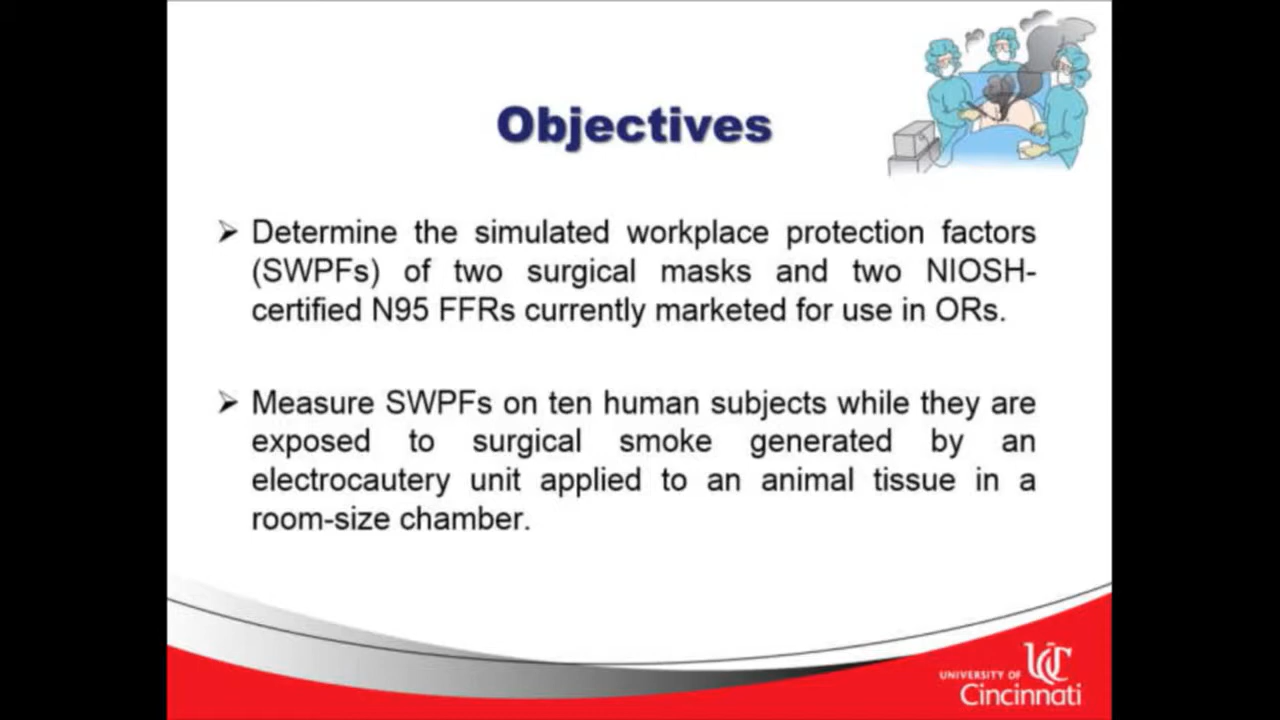 Objectives
➢ Determine the simulated workplace protection factors
(SWPFs) of two surgical masks and two NIOSH-
certified N95 FFRs currently marketed for use in ORs.
➢ Measure SWPFs on ten human subjects while they are
exposed to surgical smoke generated by an
electrocautery unit applied to an animal tissue in a
room-size chamber.
UC
UNIVERSITY OF
Cincinnati